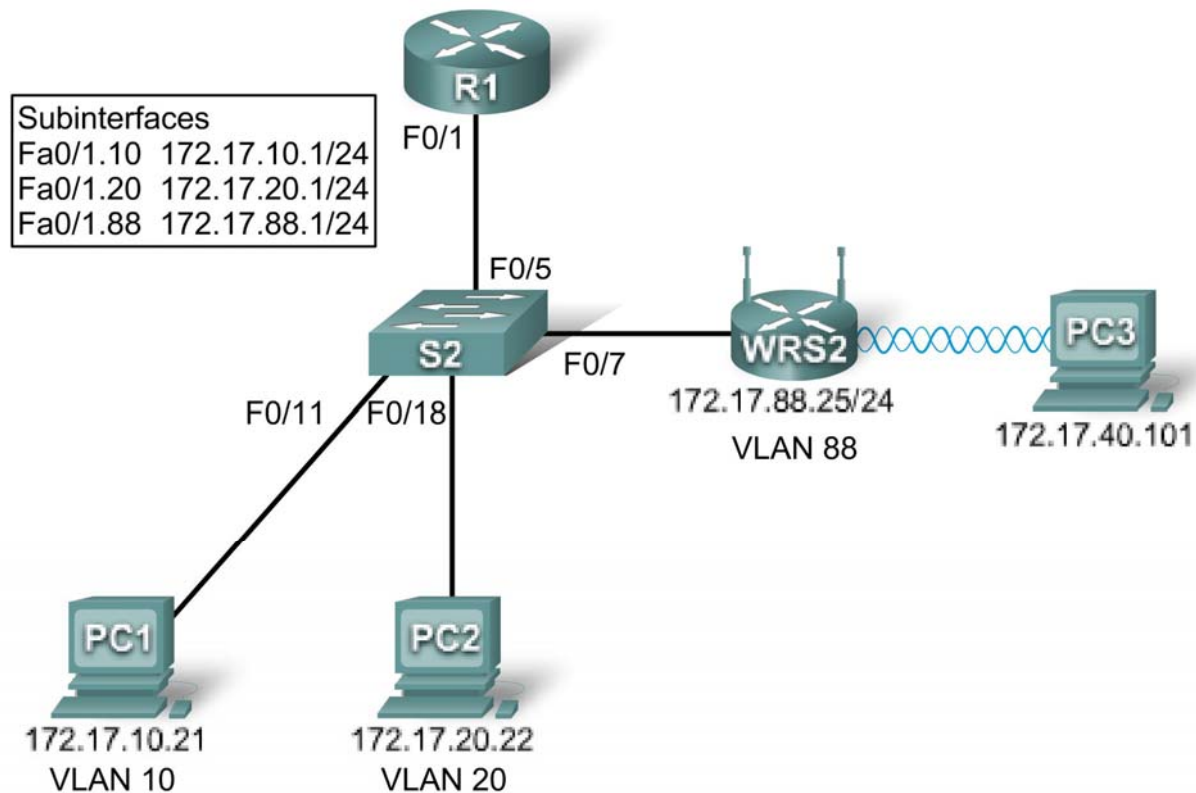 R1
Subinterfaces
Fa0/1.10 172.17.10.1/24
Fa0/1.20 172.17.20.1/24
Fa0/1.88 172.17.88.1/24
F0/1
F0/5
S2
F0/7
WRS2
172.17.88.25/24
VLAN 88
PC3
172.17.40.101
F0/11
F0/18
PC1
172.17.10.21
VLAN 10
PC2
172.17.20.22
VLAN 20